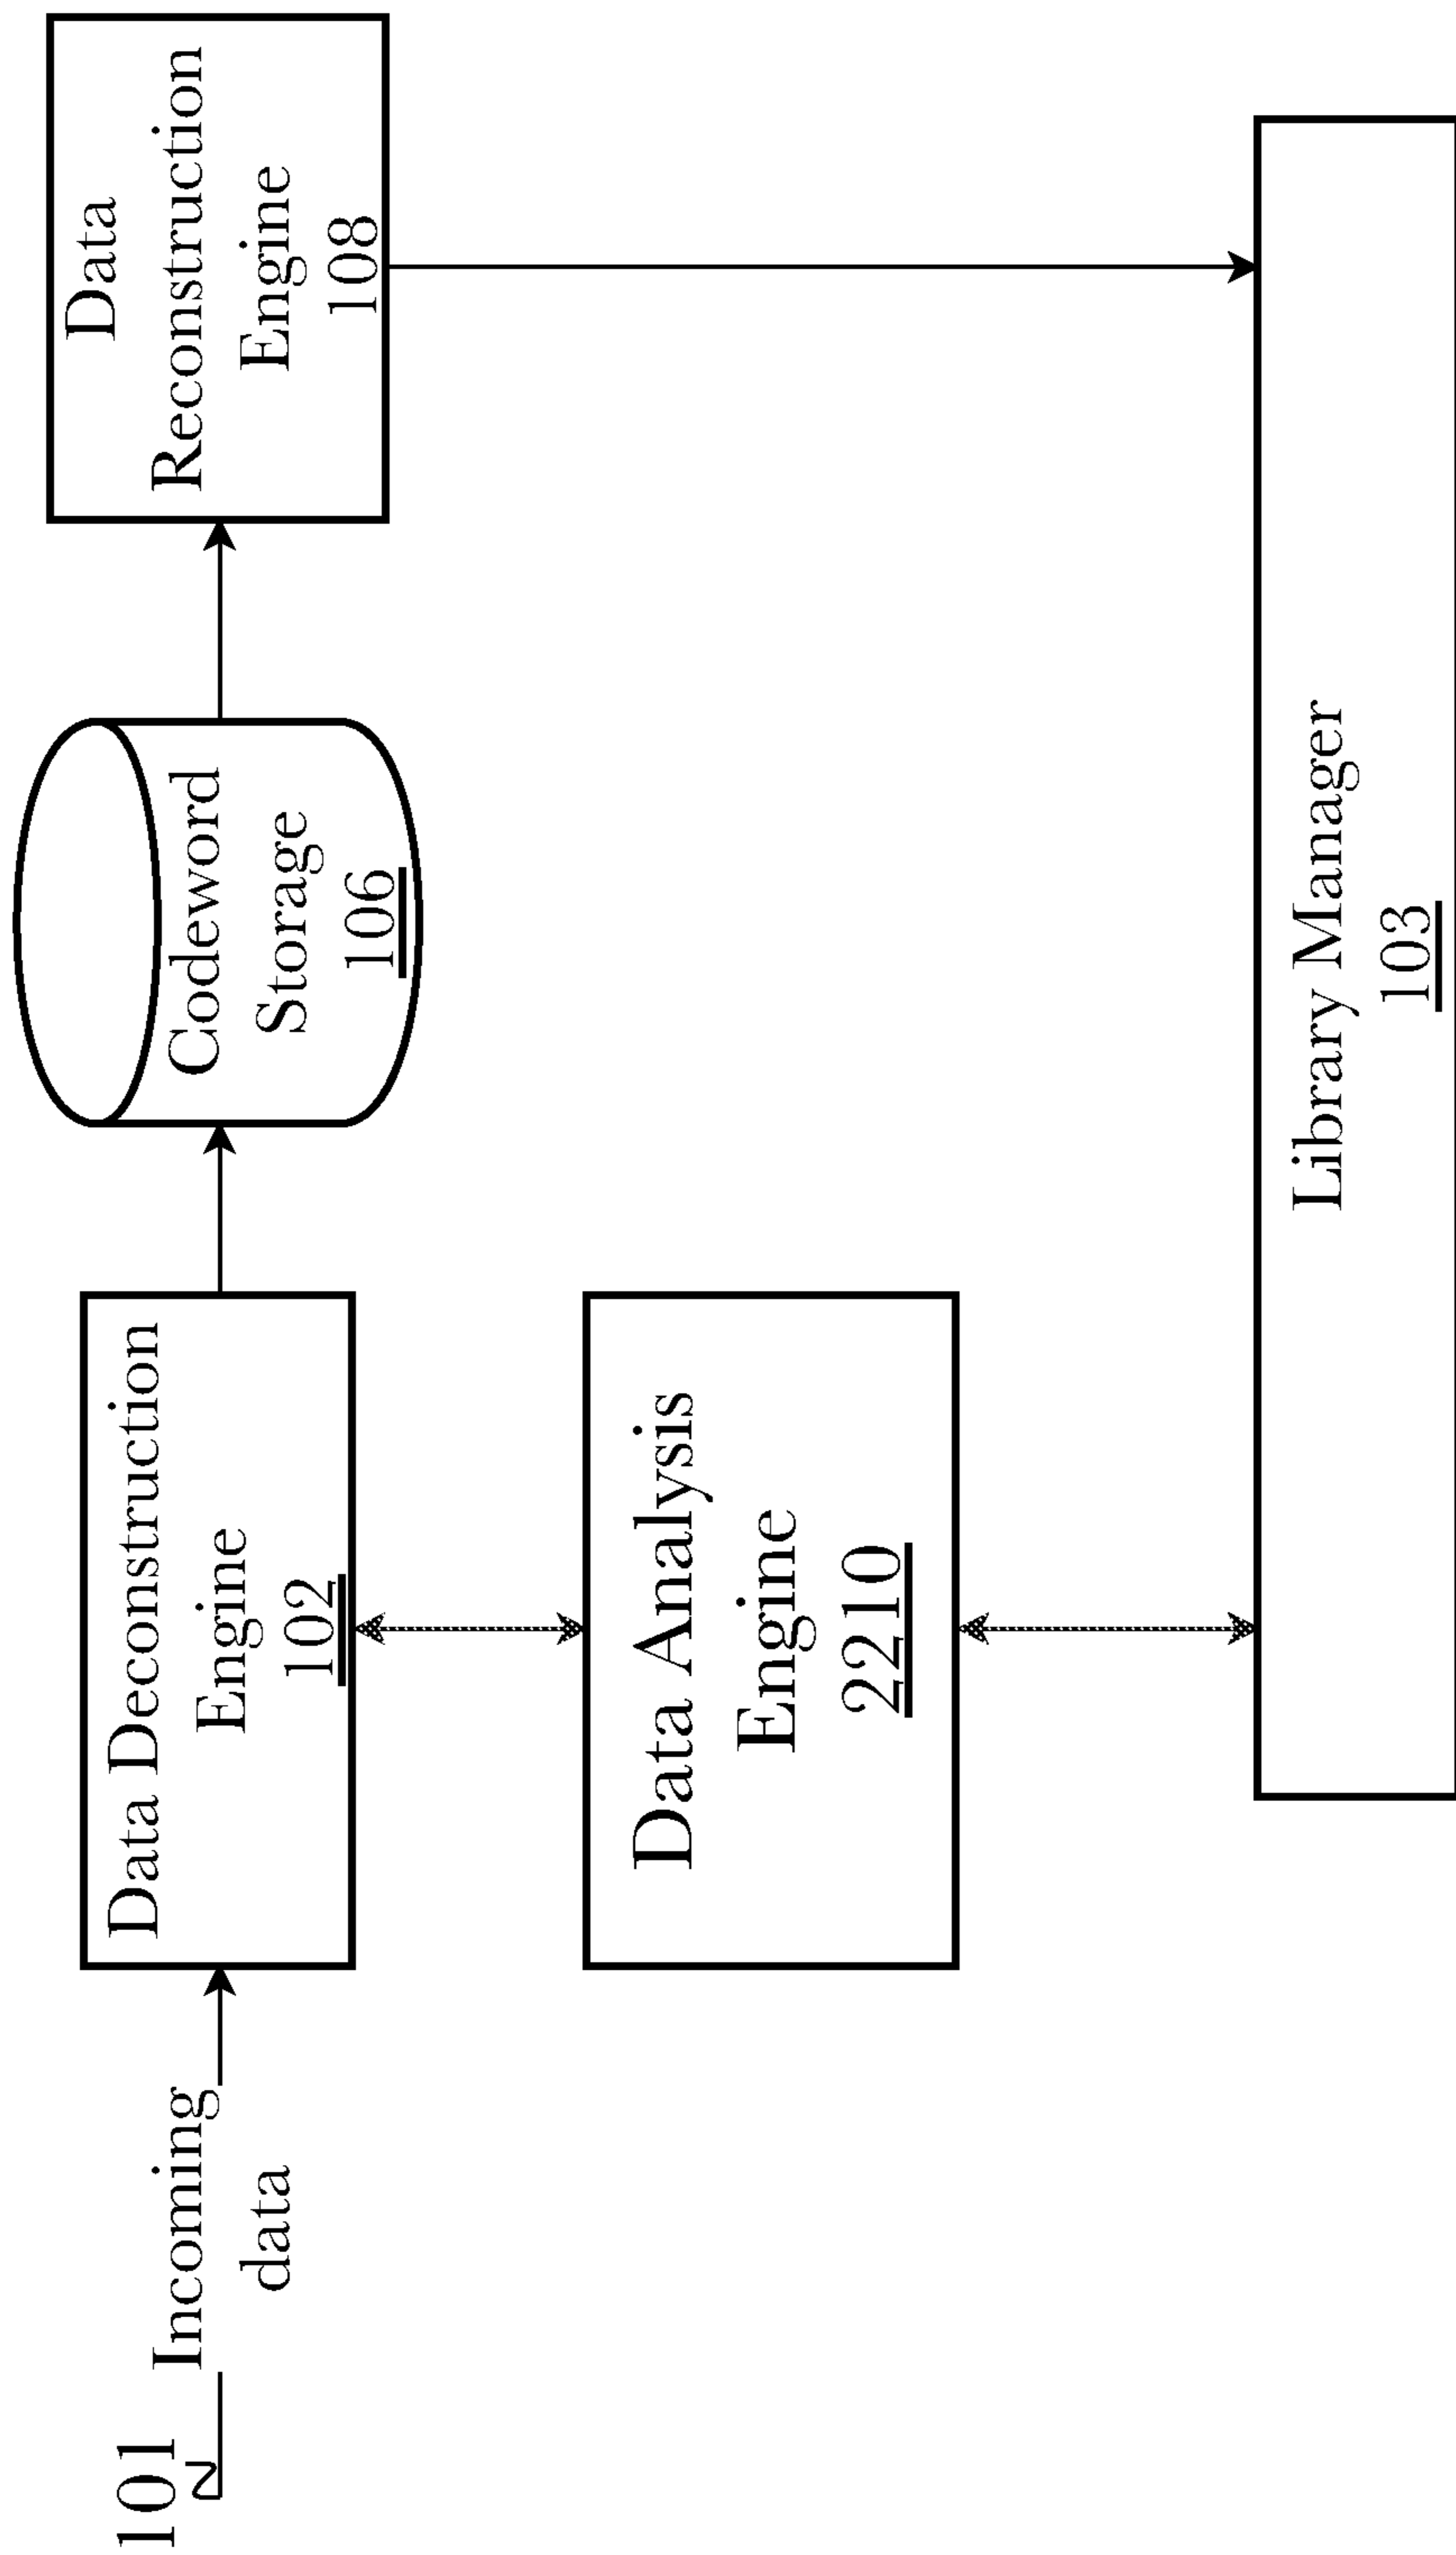 101
Incoming
data
Data Deconstruction
Engine
102
Codeword
Storage
106
Data
Reconstruction
Engine
108
Data Analysis
Engine
2210
Library Manager
103